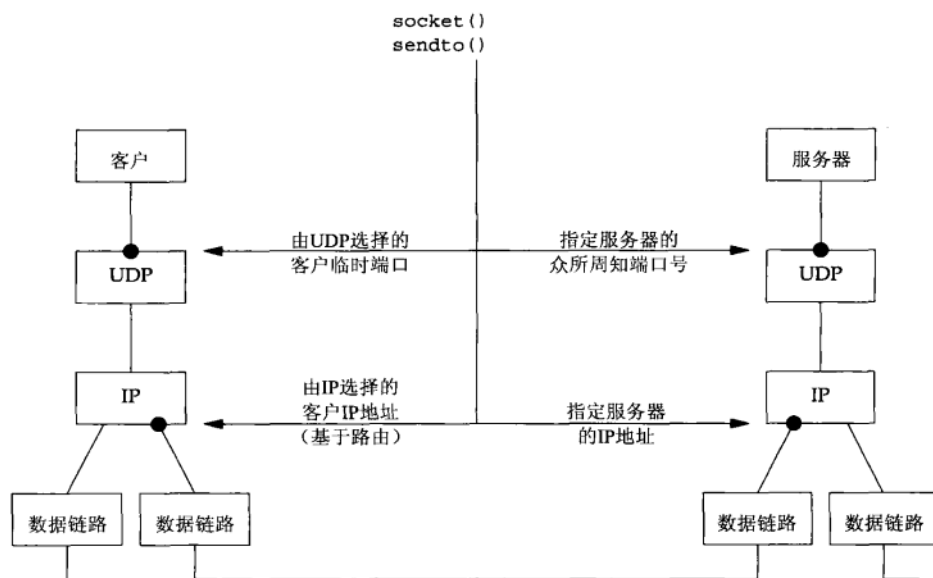 socket()
sendto()
客户
服务器
由UDP选择的
客户临时端口
指定服务器的
众所周知端口号
UDP
UDP
IP
由IP选择的
客户IP地址
（基于路由）
指定服务器
的IP地址
IP
数据链路
数据链路
数据链路
数据链路